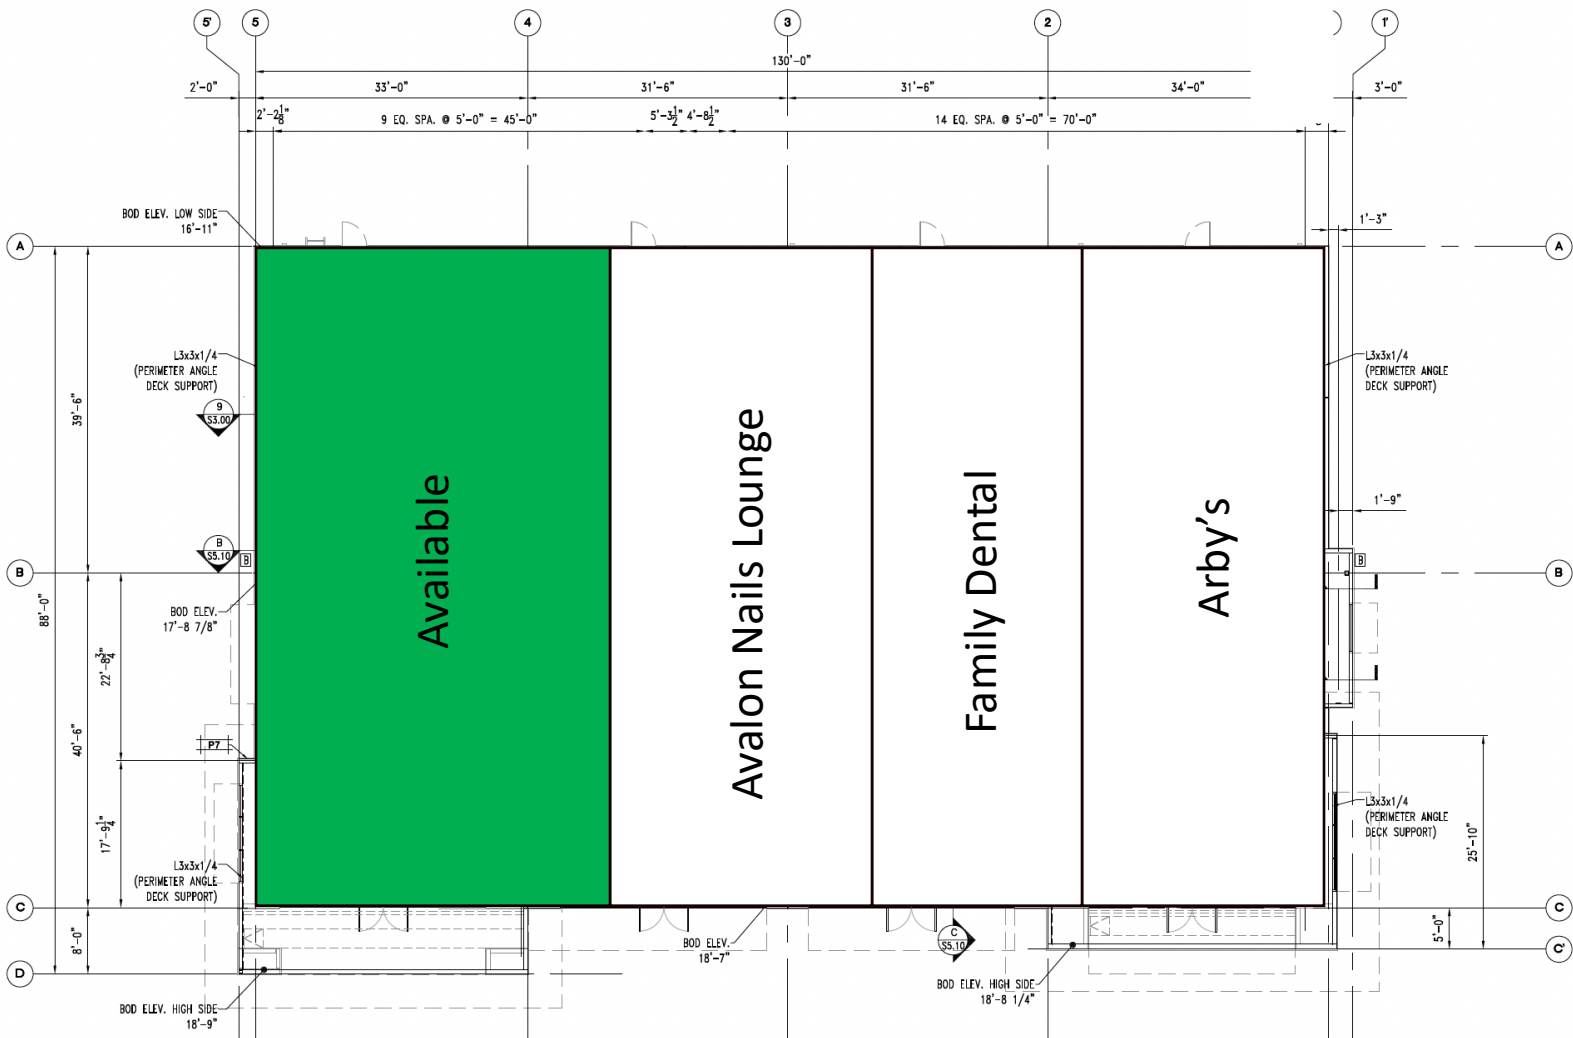 5' 5 4 3 2 1'
130'-0"
2'-0" 33'-0" 31'-6" 31'-6" 34'-0" 3'-0"
2'-2 1/8" 9 EQ. SPA. @ 5'-0" = 45'-0" 5'-3 1/2" 4'-8 1/2" 14 EQ. SPA. @ 5'-0" = 70'-0"
BOD ELEV. LOW SIDE
16'-11"
1'-3"
A A
L3x3x1/4
(PERIMETER ANGLE
DECK SUPPORT)
L3x3x1/4
(PERIMETER ANGLE
DECK SUPPORT)
39'-6"
9
S3.00
Available
Avalon Nails Lounge
Family Dental
Arby's
1'-9"
B
S5.10
B
B
B B
88'-0"
BOD ELEV.
17'-8 7/8"
22'-8 3/4"
40'-6"
P7
17'-9 1/4"
L3x3x1/4
(PERIMETER ANGLE
DECK SUPPORT)
25'-10"
L3x3x1/4
(PERIMETER ANGLE
DECK SUPPORT)
C C
8'-0"
BOD ELEV.
18'-7"
C
S5.10
5'-0"
C'
D
BOD ELEV. HIGH SIDE
18'-8 1/4"
BOD ELEV. HIGH SIDE
18'-9"